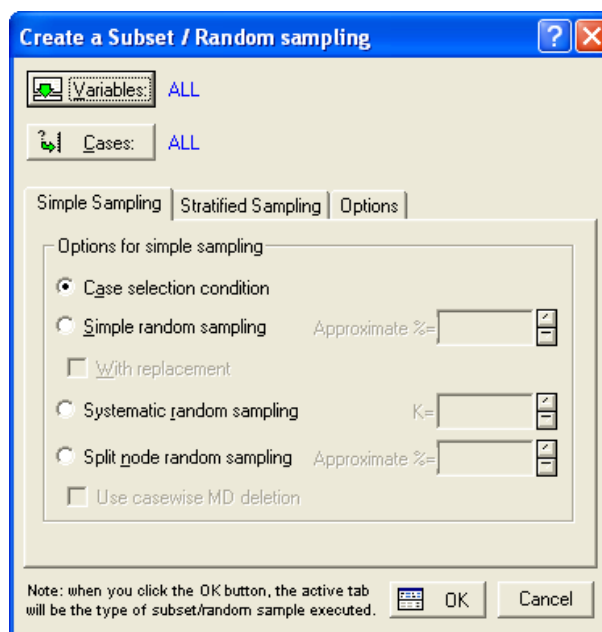 Create a Subset / Random sampling
?
Variables: ALL
? Cases: ALL
Simple Sampling Stratified Sampling Options
Options for simple sampling
Case selection condition
Simple random sampling Approximate %=
With replacement
Systematic random sampling K=
Split node random sampling Approximate %=
Use casewise MD deletion
Note: when you click the OK button, the active tab
will be the type of subset/random sample executed.
OK Cancel